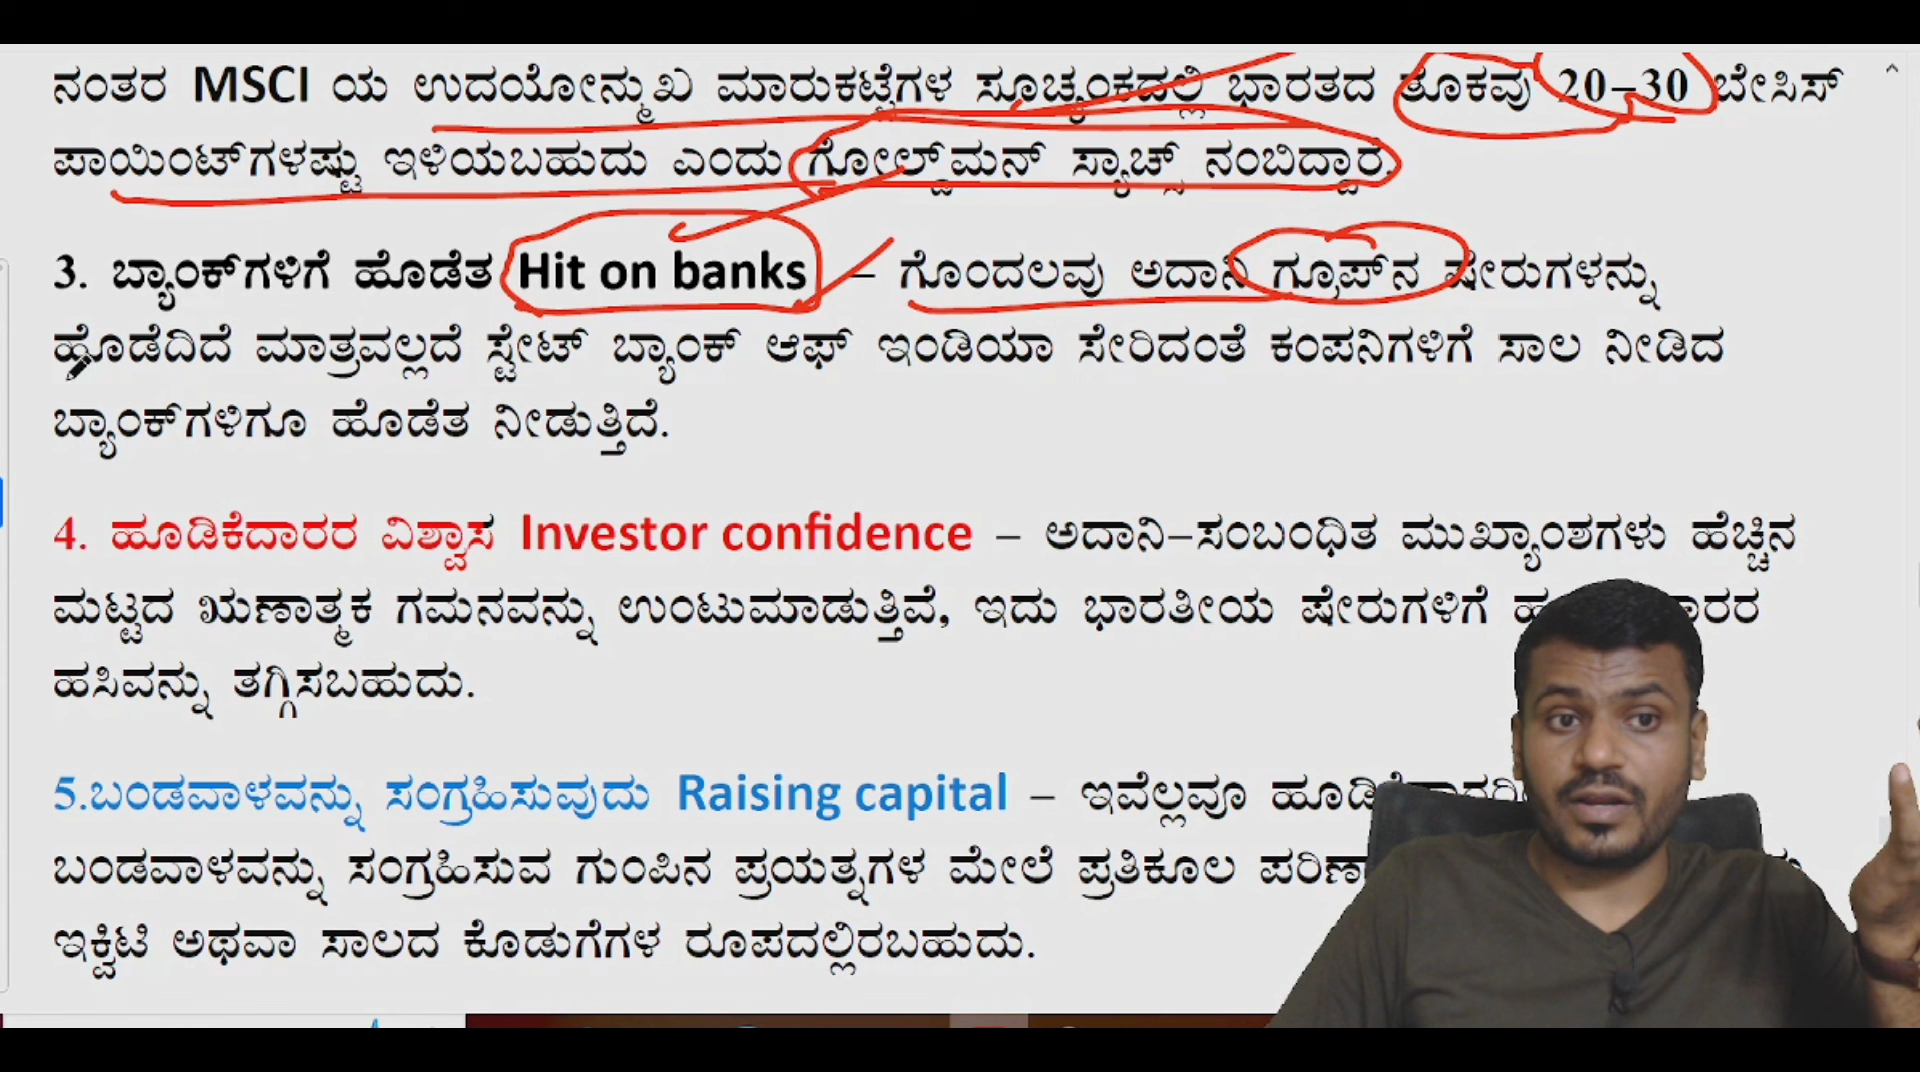 ನಂತರ MSCI ಯ ಉದಯೋನ್ಮುಖ ಮಾರುಕಟ್ಟೆಗಳ ಸೂಚ್ಯಂಕದಲ್ಲಿ ಭಾರತದ ತೂಕವು 20–30 ಬೇಸಿಸ್
ಪಾಯಿಂಟ್‌ಗಳಷ್ಟು ಇಳಿಯಬಹುದು ಎಂದು ಗೋಲ್ಡ್‌ಮನ್ ಸ್ಯಾಚ್ಸ್ ನಂಬಿದ್ದಾರೆ.
3. ಬ್ಯಾಂಕ್‌ಗಳಿಗೆ ಹೊಡೆತ Hit on banks – ಗೊಂದಲವು ಅದಾನಿ ಗ್ರೂಪ್‌ನ ಷೇರುಗಳನ್ನು
ಹೊಡೆದಿದೆ ಮಾತ್ರವಲ್ಲದೆ ಸ್ಟೇಟ್ ಬ್ಯಾಂಕ್ ಆಫ್ ಇಂಡಿಯಾ ಸೇರಿದಂತೆ ಕಂಪನಿಗಳಿಗೆ ಸಾಲ ನೀಡಿದ
ಬ್ಯಾಂಕ್‌ಗಳಿಗೂ ಹೊಡೆತ ನೀಡುತ್ತಿದೆ.
4. ಹೂಡಿಕೆದಾರರ ವಿಶ್ವಾಸ Investor confidence – ಅದಾನಿ–ಸಂಬಂಧಿತ ಮುಖ್ಯಾಂಶಗಳು ಹೆಚ್ಚಿನ
ಮಟ್ಟದ ಋಣಾತ್ಮಕ ಗಮನವನ್ನು ಉಂಟುಮಾಡುತ್ತಿವೆ, ಇದು ಭಾರತೀಯ ಷೇರುಗಳಿಗೆ
ಹಸಿವನ್ನು ತಗ್ಗಿಸಬಹುದು.
5.ಬಂಡವಾಳವನ್ನು ಸಂಗ್ರಹಿಸುವುದು Raising capital – ಇವೆಲ್ಲವೂ
ಬಂಡವಾಳವನ್ನು ಸಂಗ್ರಹಿಸುವ ಗುಂಪಿನ ಪ್ರಯತ್ನಗಳ ಮೇಲೆ ಪ್ರತಿಕೂಲ
ಇಕ್ವಿಟಿ ಅಥವಾ ಸಾಲದ ಕೊಡುಗೆಗಳ ರೂಪದಲ್ಲಿರಬಹುದು.